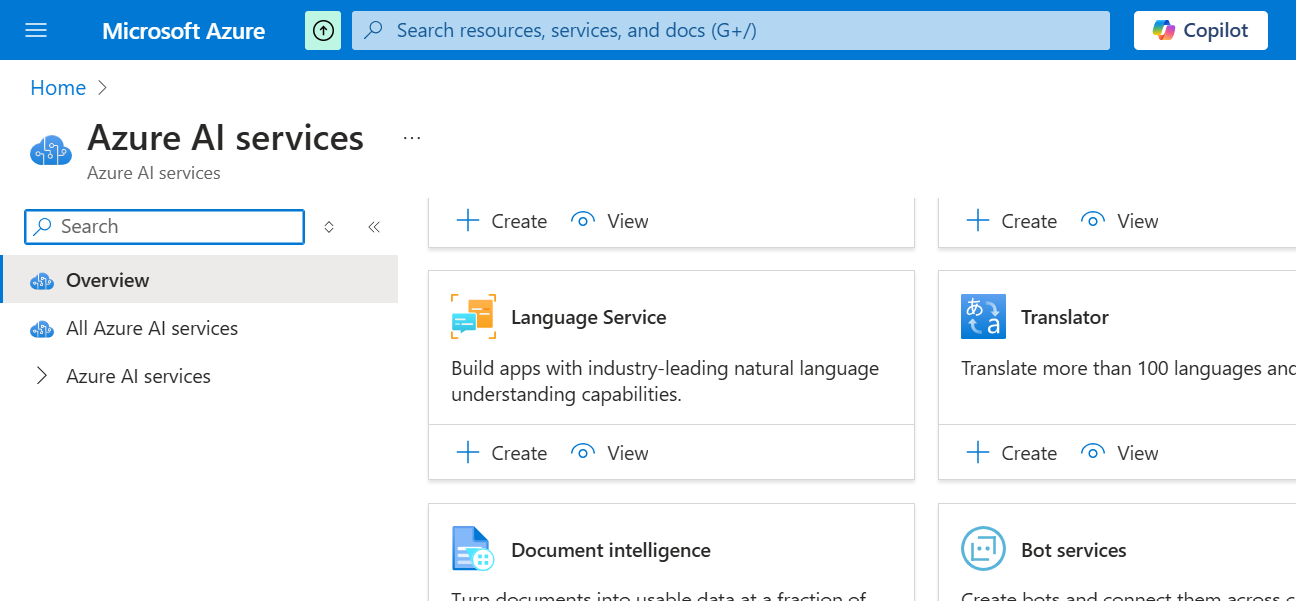 Microsoft Azure
Search resources, services, and docs (G+/)
Copilot
Home
Azure AI services
Azure AI services
Search
Overview
All Azure AI services
Azure AI services
Create View
Create View
Language Service
Build apps with industry-leading natural language
understanding capabilities.
Create View
Translator
Translate more than 100 languages and
Create View
Document intelligence
Turn documents into usable data at a fraction of
Bot services
Create bots and connect them across c